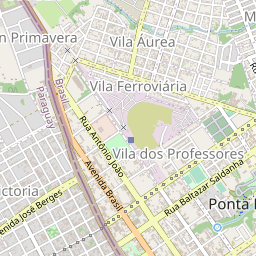 n Primavera
Vila Áurea
M
Vila Ferroviária
Brasil
Paraguay
Rua Antônio João
Vila dos Professores
Avenida Brasil
Rua Baltazar Saldanha
ictoria
Avenida José Berges
Ponta